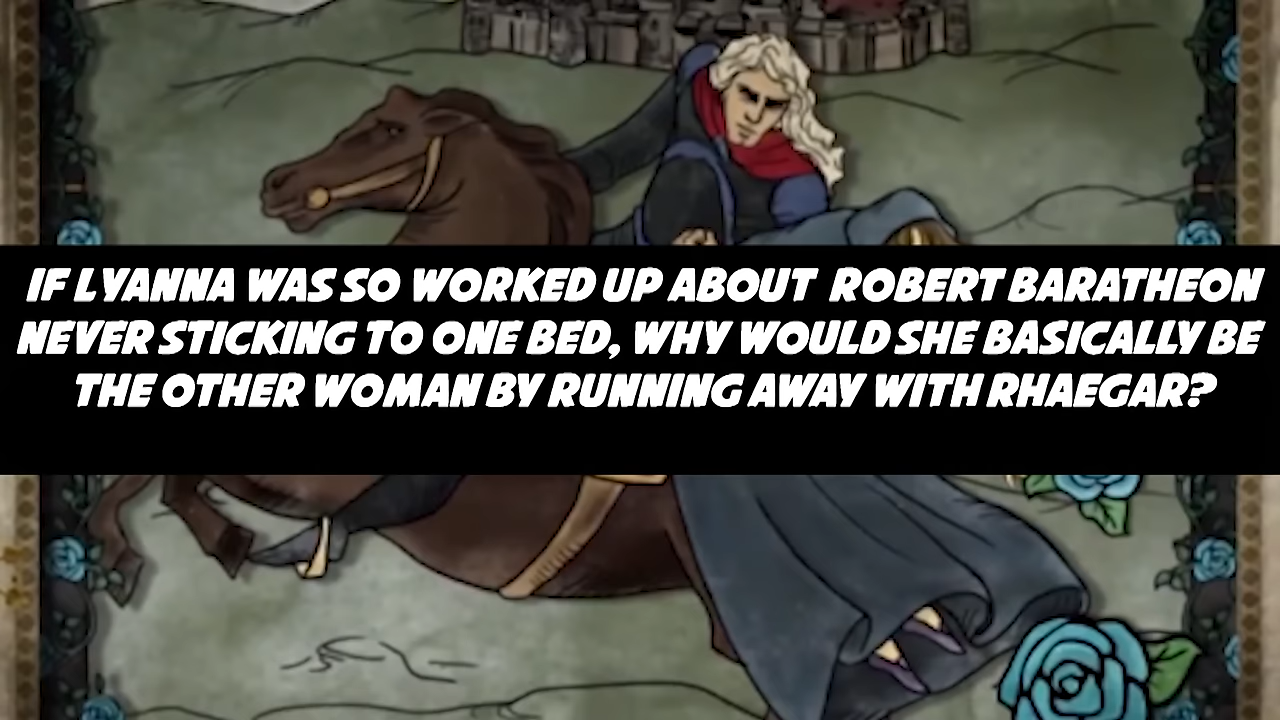 IF LYANNA WAS SO WORKED UP ABOUT ROBERT BARATHEON
NEVER STICKING TO ONE BED, WHY WOULD SHE BASICALLY BE
THE OTHER WOMAN BY RUNNING AWAY WITH RHAEGAR?